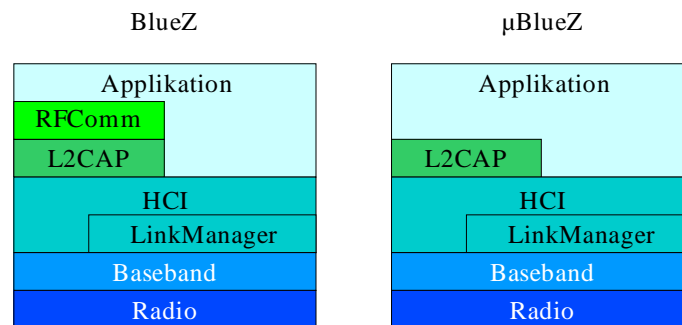 BlueZ
Applikation
RFComm
L2CAP
HCI
LinkManager
Baseband
Radio
µBlueZ
Applikation
L2CAP
HCI
LinkManager
Baseband
Radio